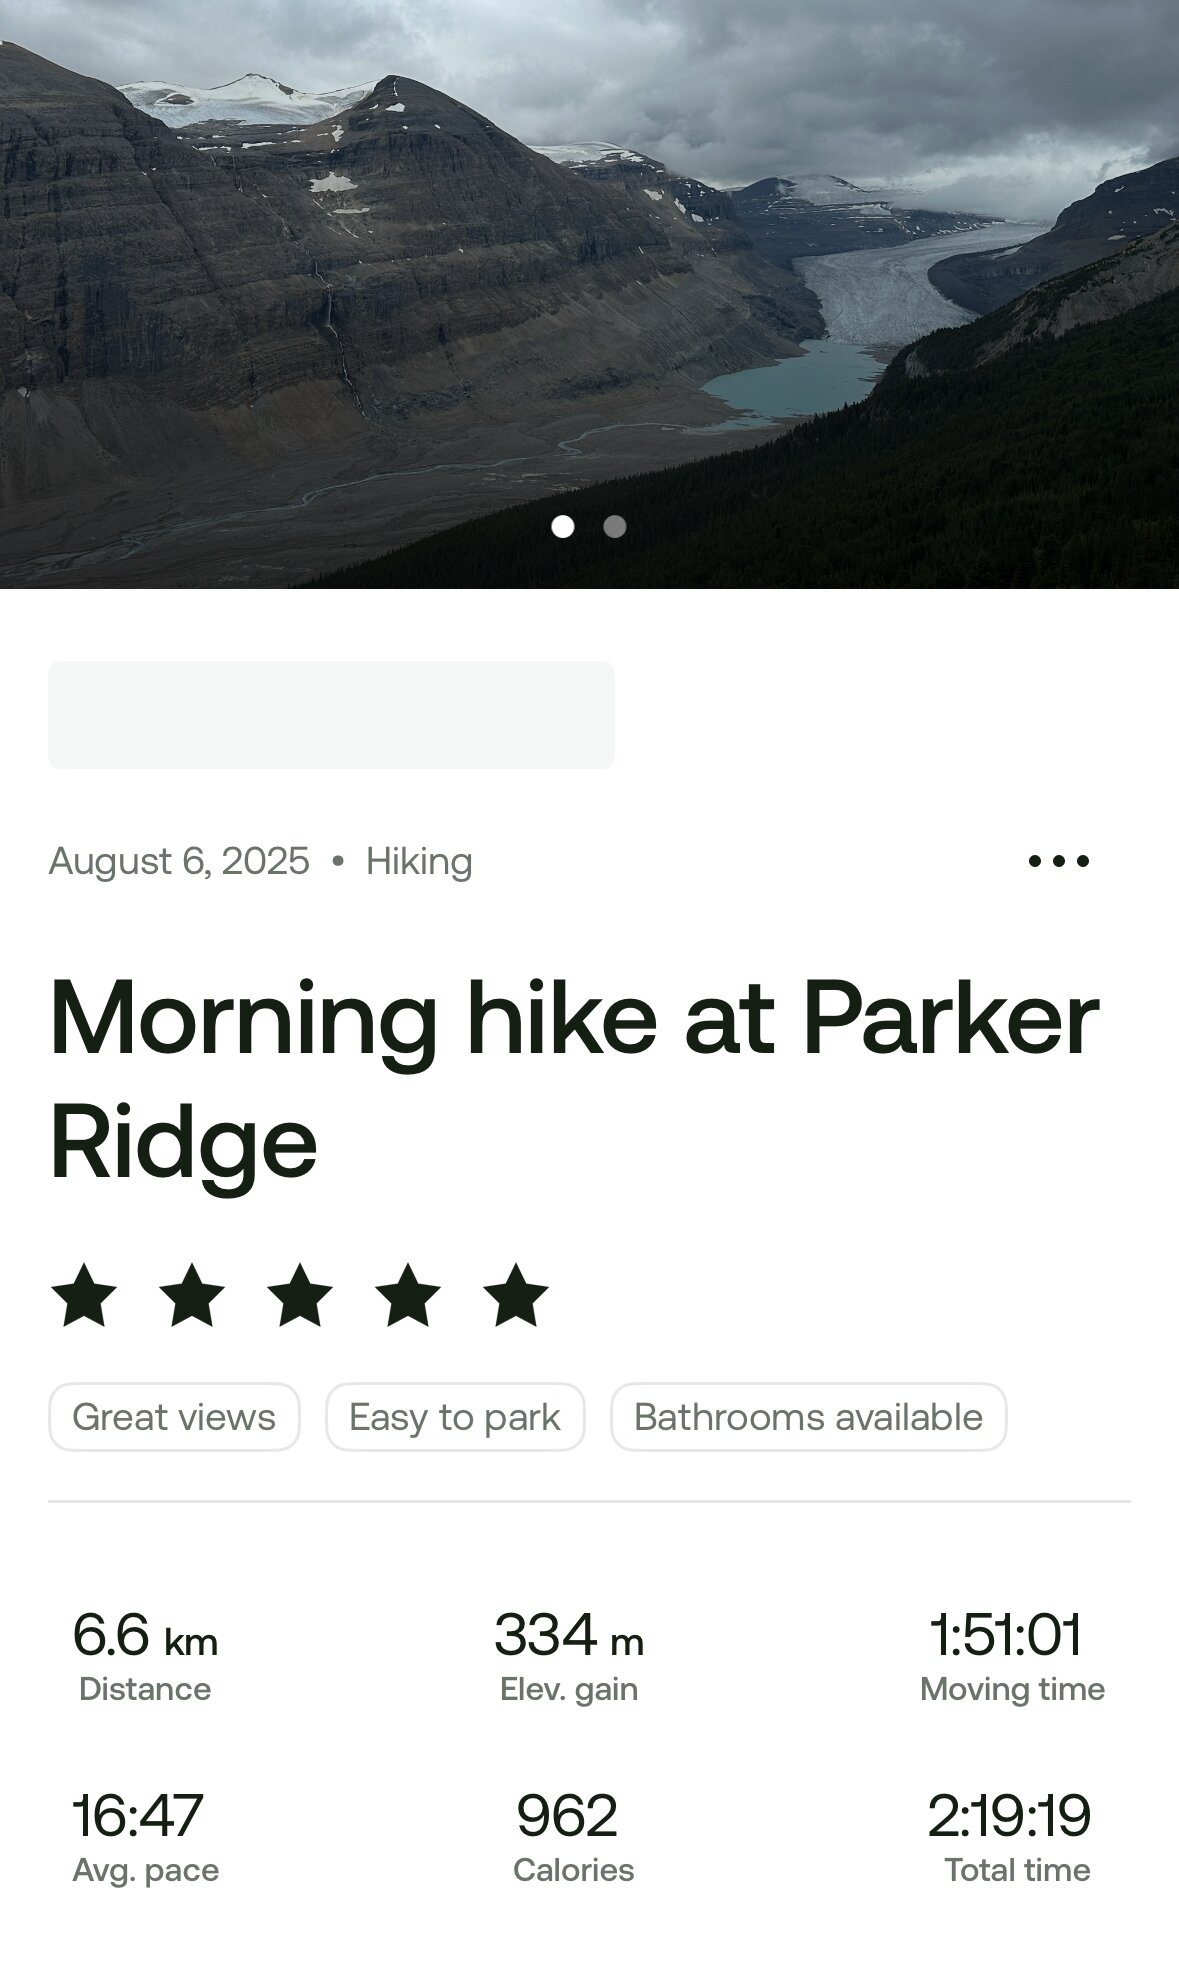 August 6, 2025 • Hiking
Morning hike at Parker
Ridge
Great views Easy to park Bathrooms available
6.6 km 334 m 1:51:01
Distance Elev. gain Moving time
16:47 962 2:19:19
Avg. pace Calories Total time